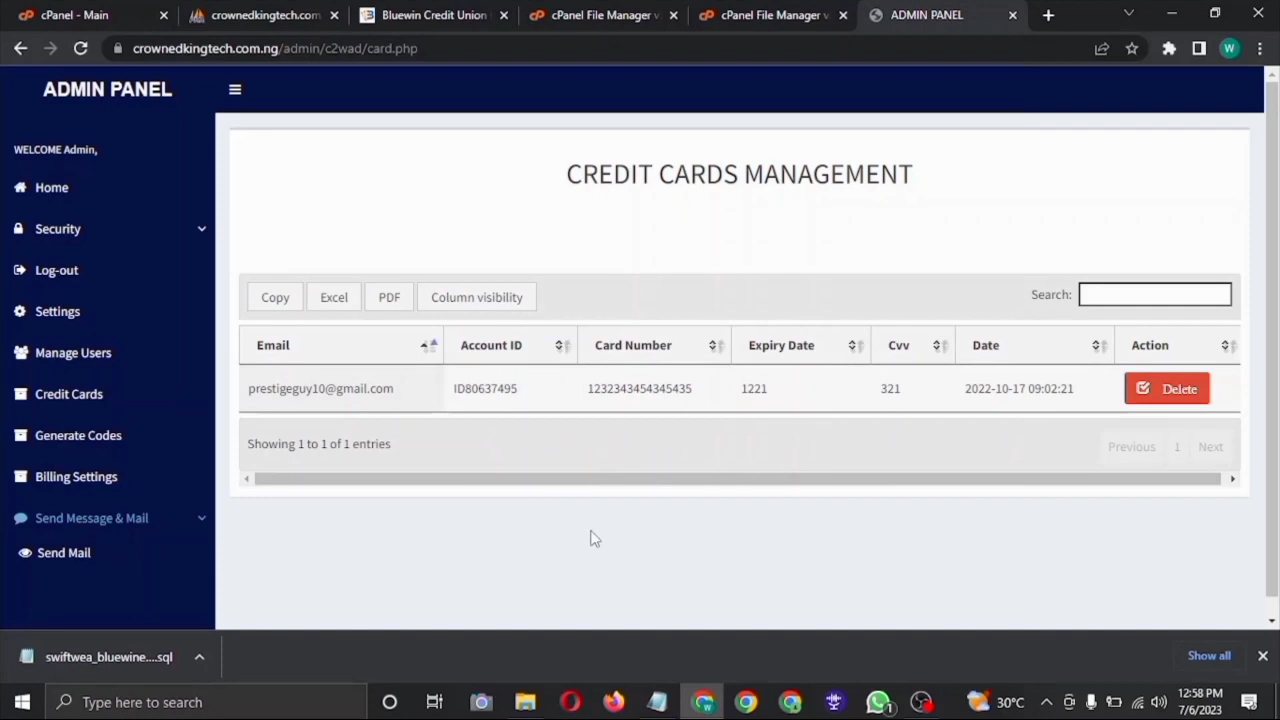 cPanel - Main
crownedkingtech.com
Bluewin Credit Union
cPanel File Manager v
cPanel File Manager v
ADMIN PANEL
crownedkingtech.com.ng/admin/c2wad/card.php
W
ADMIN PANEL
WELCOME Admin,
Home
Security
Log-out
Settings
Manage Users
Credit Cards
Generate Codes
Billing Settings
Send Message & Mail
Send Mail
CREDIT CARDS MANAGEMENT
Copy Excel PDF Column visibility Search:
Email Account ID Card Number Expiry Date Cvv Date Action
prestigeguy10@gmail.com ID80637495 1232343454345435 1221 321 2022-10-17 09:02:21 Delete
Showing 1 to 1 of 1 entries Previous 1 Next
swiftwea_bluewine....sql Show all
Type here to search 30°C 12:58 PM
7/6/2023